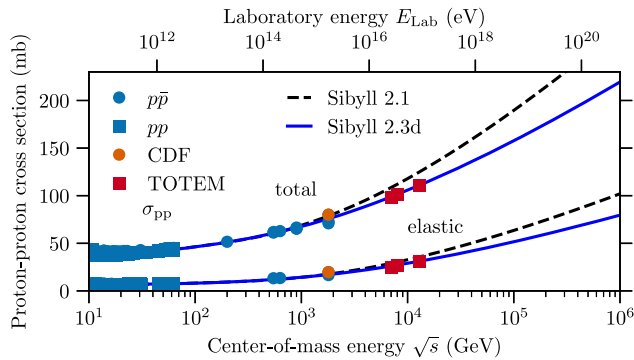 Laboratory energy E_Lab (eV)
10^12 10^14 10^16 10^18 10^20
Proton-proton cross section (mb)
200
150
100
50
0
pp̄
pp
CDF
TOTEM
σ_pp
Sibyll 2.1
Sibyll 2.3d
total
elastic
10^1 10^2 10^3 10^4 10^5 10^6
Center-of-mass energy √s (GeV)